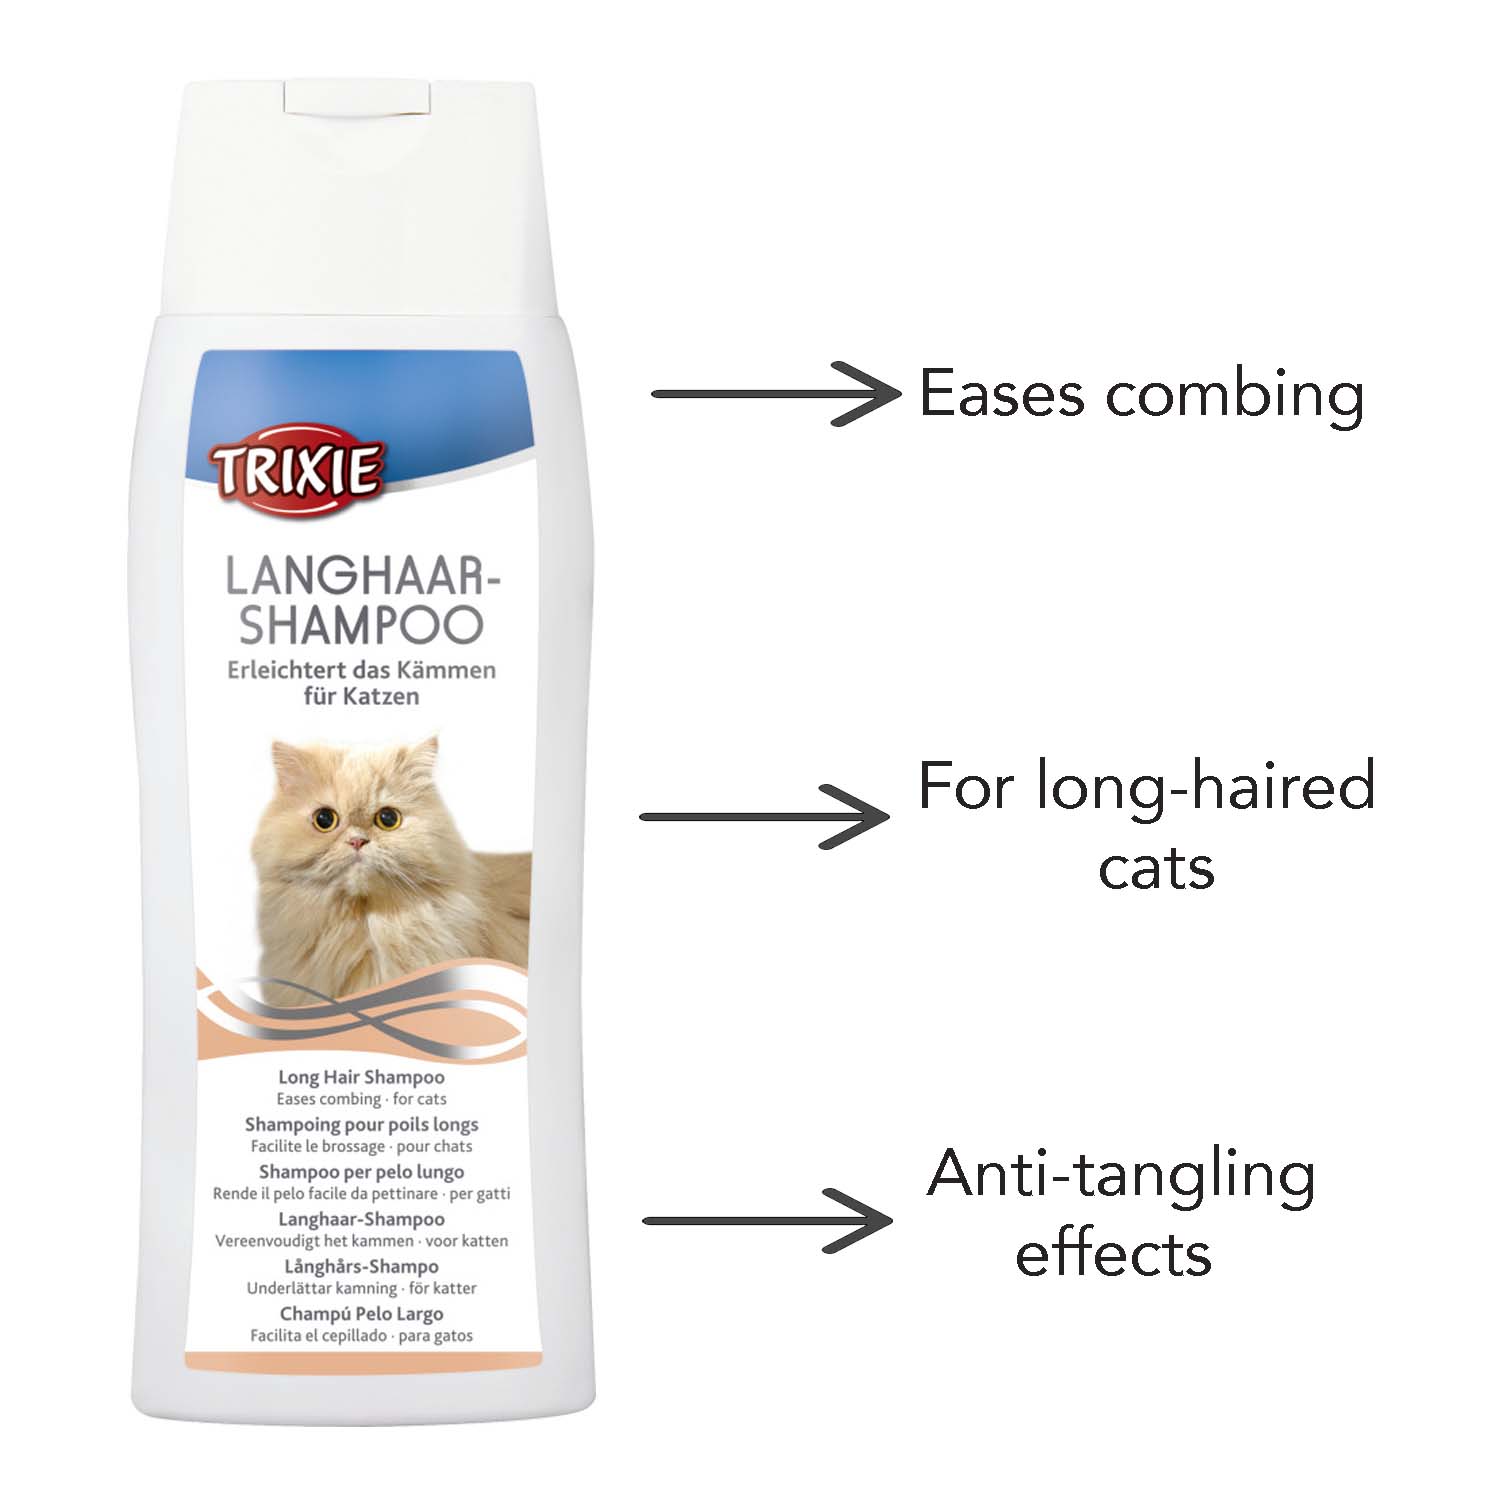 TRIXIE
LANGHAAR-
SHAMPOO
Erleichtert das Kämmen
für Katzen
Long Hair Shampoo
Eases combing · for cats
Shampoing pour poils longs
Facilite le brossage · pour chats
Shampoo per pelo lungo
Rende il pelo facile da pettinare · per gatti
Langhaar-Shampoo
Vereenvoudigt het kammen · voor katten
Långhårs-Shampo
Underlättar kamning · för katter
Champú Pelo Largo
Facilita el cepillado · para gatos
Eases combing
For long-haired
cats
Anti-tangling
effects